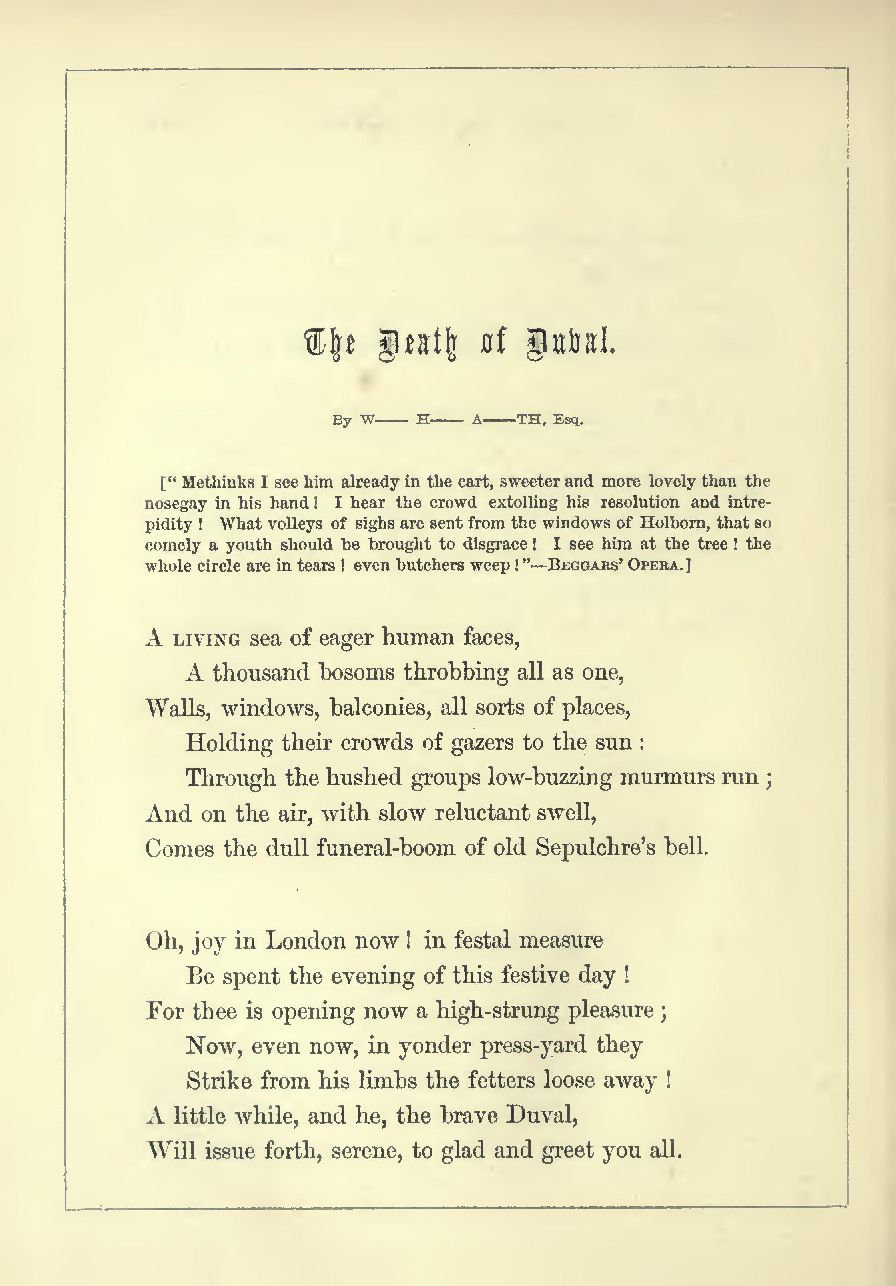 The Death of Duval.
By W—— H—— A——TH, Esq.
[“ Methinks I see him already in the cart, sweeter and more lovely than the
nosegay in his hand ! I hear the crowd extolling his resolution and intre-
pidity ! What volleys of sighs are sent from the windows of Holborn, that so
comely a youth should be brought to disgrace ! I see him at the tree ! the
whole circle are in tears ! even butchers weep ! ”—BEGGARS’ OPERA.]
A LIVING sea of eager human faces,
A thousand bosoms throbbing all as one,
Walls, windows, balconies, all sorts of places,
Holding their crowds of gazers to the sun :
Through the hushed groups low-buzzing murmurs run ;
And on the air, with slow reluctant swell,
Comes the dull funeral-boom of old Sepulchre’s bell.
Oh, joy in London now ! in festal measure
Be spent the evening of this festive day !
For thee is opening now a high-strung pleasure ;
Now, even now, in yonder press-yard they
Strike from his limbs the fetters loose away !
A little while, and he, the brave Duval,
Will issue forth, serene, to glad and greet you all.